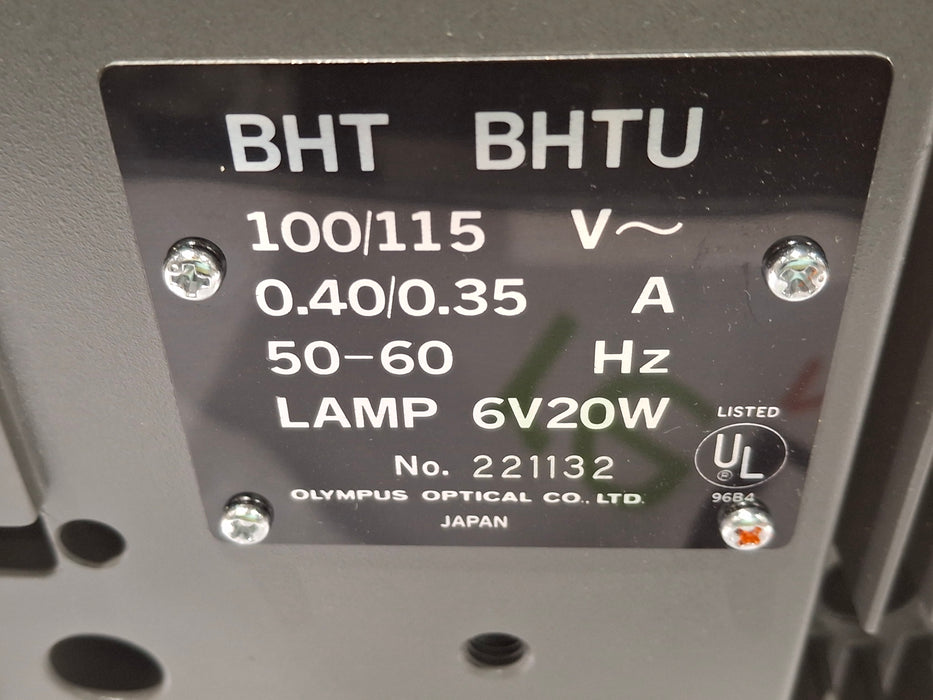 BHT BHTU
100/115 V~
0.40/0.35 A
50-60 Hz
LAMP 6V20W
LISTED
UL
®
No. 221132
96B4
OLYMPUS OPTICAL CO., LTD.
JAPAN